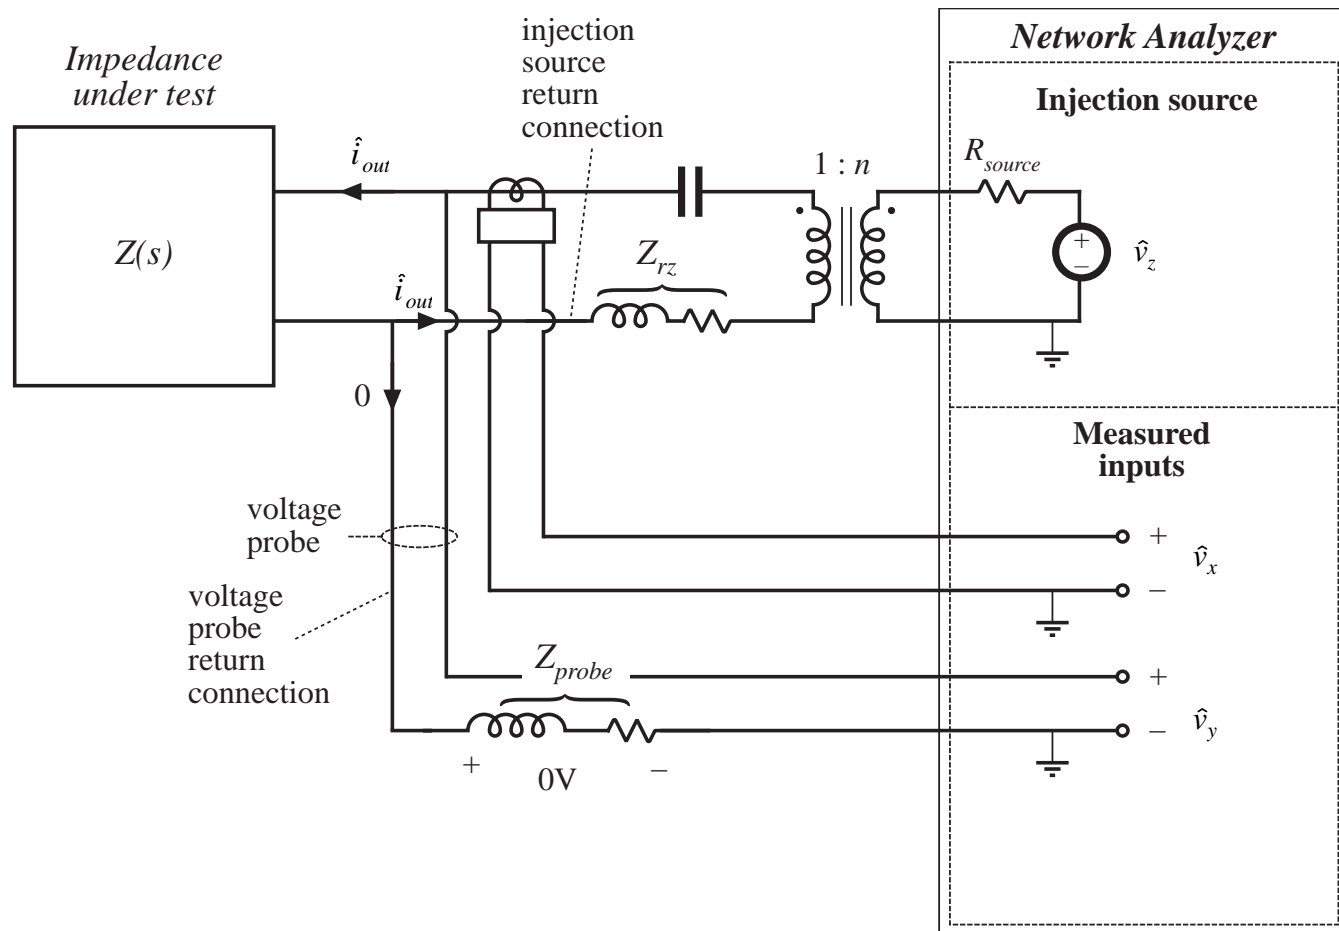 Impedance
under test
Z(s)
î_out
î_out
0
injection
source
return
connection
Z_rz
1 : n
Network Analyzer
Injection source
R_source
+
–
v̂_z
Measured
inputs
voltage
probe
voltage
probe
return
connection
+
v̂_x
–
Z_probe
+
v̂_y
–
+
0V
–